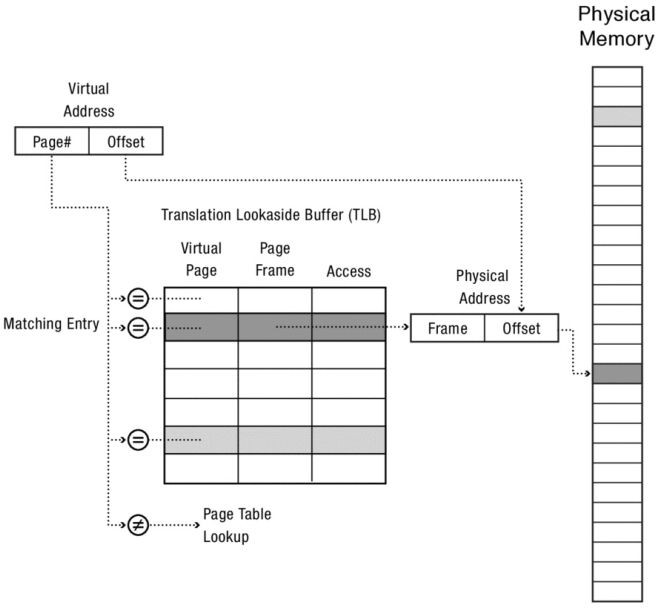 Physical
Memory
Virtual
Address
Page#
Offset
Translation Lookaside Buffer (TLB)
Virtual
Page
Page
Frame
Access
Physical
Address
Matching Entry
=
=
Frame
Offset
=
≠
Page Table
Lookup